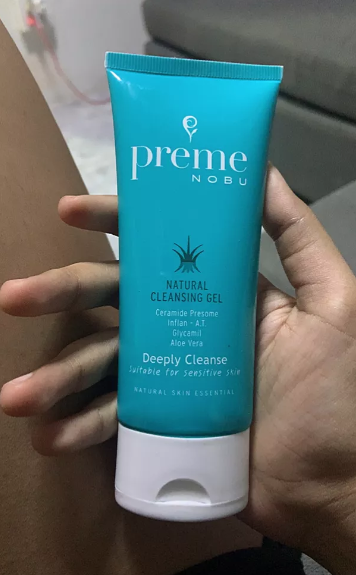 preme
NOBU
NATURAL
CLEANSING GEL
Ceramide Presome
Inflan - A.T.
Glycamil
Aloe Vera
Deeply Cleanse
Suitable for sensitive skin
NATURAL SKIN ESSENTIAL